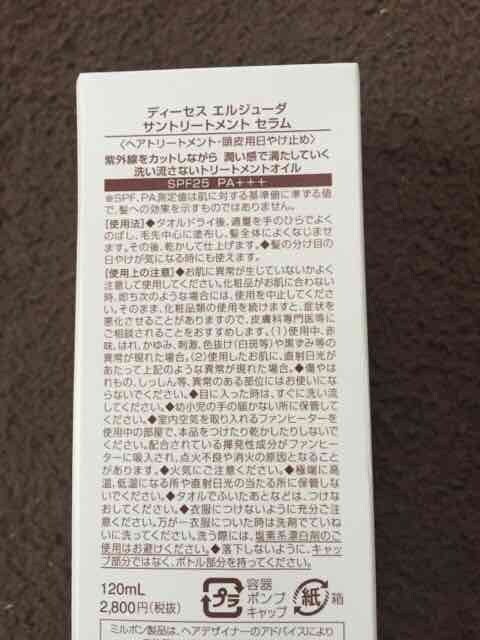 ディーセス エルジューダ
サントリートメント セラム
〈ヘアトリートメント・頭皮用日やけ止め〉
紫外線をカットしながら 潤い感で満たしていく
洗い流さないトリートメントオイル
SPF25 PA+++
※SPF、PA測定値は肌に対する基準値に準ずる値
で、髪への効果を示すものではありません。
【使用法】◆タオルドライ後、適量を手のひらでよく
のばし、毛先中心に塗布し、髪全体によくなじませ
ます。その後、乾かして仕上げます。◆髪の分け目の
日やけが気になる時にも使えます。
【使用上の注意】◆お肌に異常が生じていないかよく
注意して使用してください。化粧品がお肌に合わない
時、即ち次のような場合には、使用を中止してくださ
い。そのまま、化粧品類の使用を続けますと、症状を
悪化させることがありますので、皮膚科専門医等に
ご相談されることをおすすめします。(1)使用中、赤
味、はれ、かゆみ、刺激、色抜け(白斑等)や黒ずみ等の
異常が現れた場合。(2)使用したお肌に、直射日光が
あたって上記のような異常が現れた場合。◆傷やは
れもの、しっしん等、異常のある部位にはお使いにな
らないでください。◆目に入った時は、すぐに洗い流
してください。◆幼小児の手の届かない所に保管して
ください。◆室内空気を取り入れるファンヒーターを
使用中の部屋で、本品をつけたり乾かしたりしないで
ください。配合されている揮発性成分がファンヒー
ターに吸入され、点火不良や消火の原因となること
があります。◆火気にご注意ください。◆極端に高
温、低温になる所や直射日光の当たる所に保管しな
いでください。◆タオルでふいたあとなどは、つけな
おしてください。◆衣服につけないように充分ご注
意ください。万が一衣服についた時は洗剤でていね
いに洗ってください。洗う際には、塩素系漂白剤のご
使用はお避けください。◆落下しないように、キャッ
プ部分ではなく、ボトル部分を持ってください。
120mL
2,800円(税抜)
プラ
容器
ポンプ
キャップ
紙
箱
ミルボン製品は、ヘアデザイナーのアドバイスにより